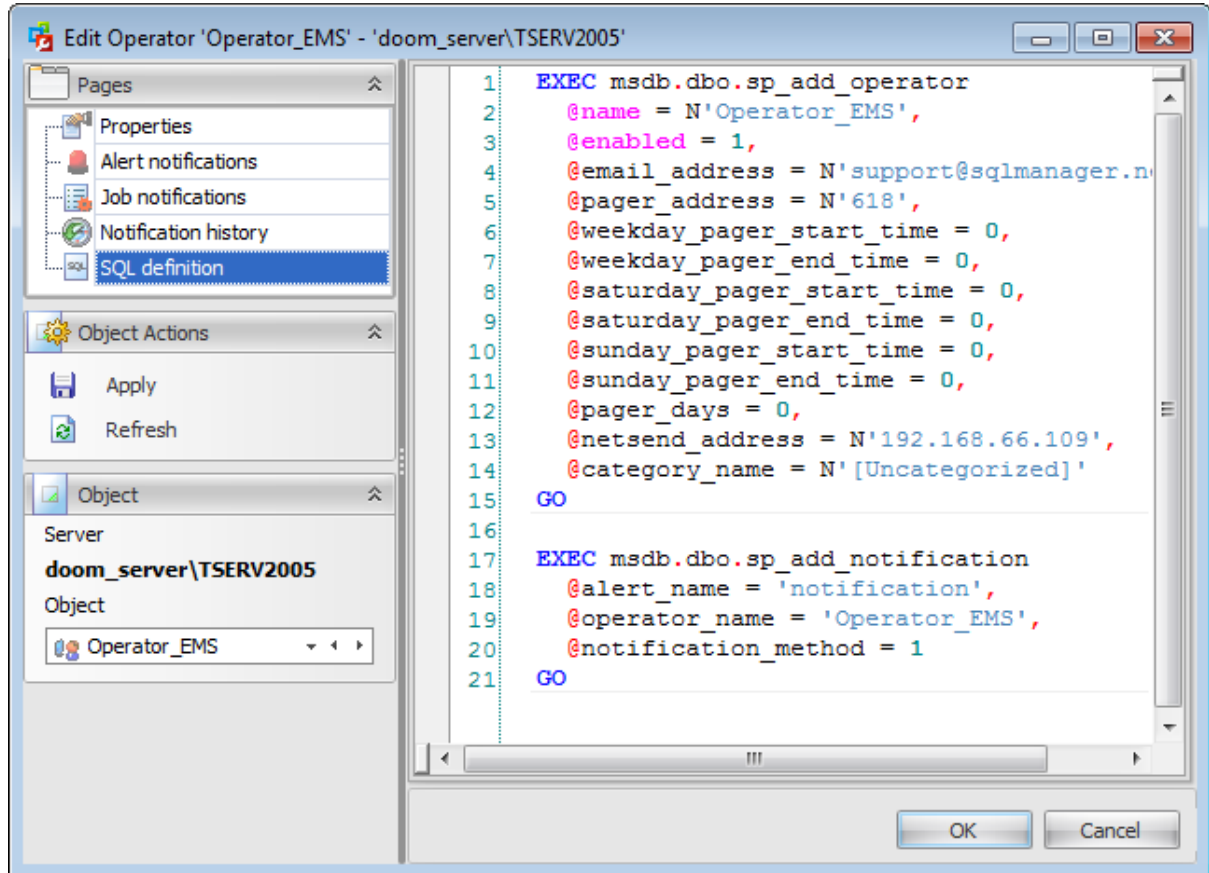 Edit Operator 'Operator_EMS' - 'doom_server\TSERV2005'
Pages
Properties
Alert notifications
Job notifications
Notification history
SQL
SQL definition
Object Actions
Apply
Refresh
Object
Server
doom_server\TSERV2005
Object
Operator_EMS
1 EXEC msdb.dbo.sp_add_operator
2 @name = N'Operator_EMS',
3 @enabled = 1,
4 @email_address = N'support@sqlmanager.n
5 @pager_address = N'618',
6 @weekday_pager_start_time = 0,
7 @weekday_pager_end_time = 0,
8 @saturday_pager_start_time = 0,
9 @saturday_pager_end_time = 0,
10 @sunday_pager_start_time = 0,
11 @sunday_pager_end_time = 0,
12 @pager_days = 0,
13 @netsend_address = N'192.168.66.109',
14 @category_name = N'[Uncategorized]'
15 GO
16
17 EXEC msdb.dbo.sp_add_notification
18 @alert_name = 'notification',
19 @operator_name = 'Operator_EMS',
20 @notification_method = 1
21 GO
OK
Cancel